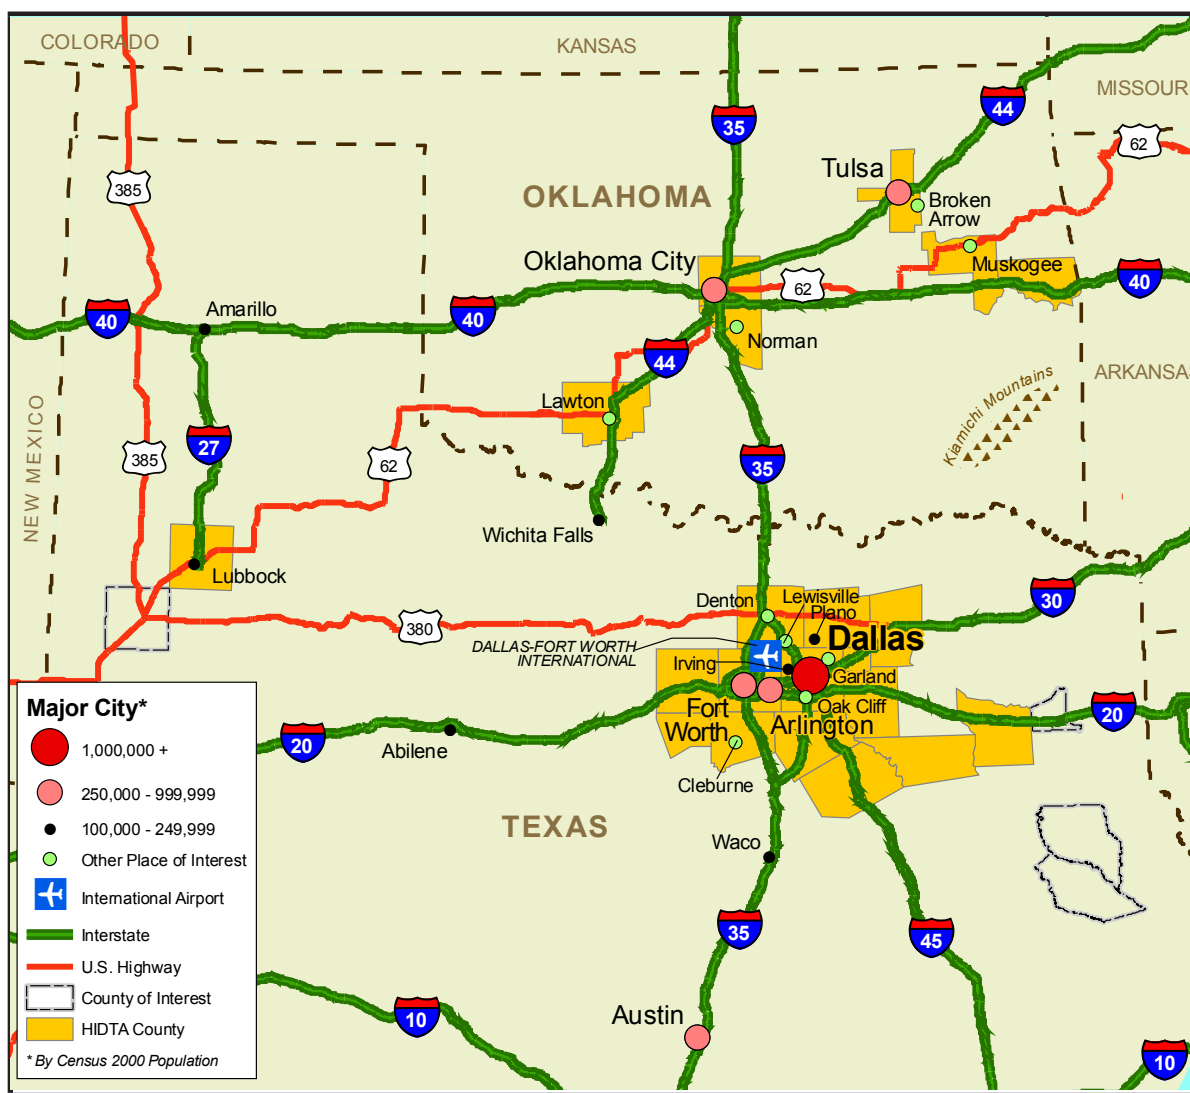 COLORADO
KANSAS
MISSOUR
35
44
62
385
Tulsa
OKLAHOMA
Broken
Arrow
Oklahoma City
Muskogee
62
40
40
40
Amarillo
Norman
44
ARKANSAS
Kiamichi Mountains
Lawton
NEW MEXICO
27
385
62
35
Wichita Falls
Lubbock
30
Denton
Lewisville
Plano
380
Dallas
DALLAS-FORT WORTH
INTERNATIONAL
Irving
Garland
Oak Cliff
Fort
Worth
Arlington
20
20
Abilene
Cleburne
TEXAS
Waco
35
45
Austin
10
10
Major City*
1,000,000 +
250,000 - 999,999
100,000 - 249,999
Other Place of Interest
International Airport
Interstate
U.S. Highway
County of Interest
HIDTA County
* By Census 2000 Population